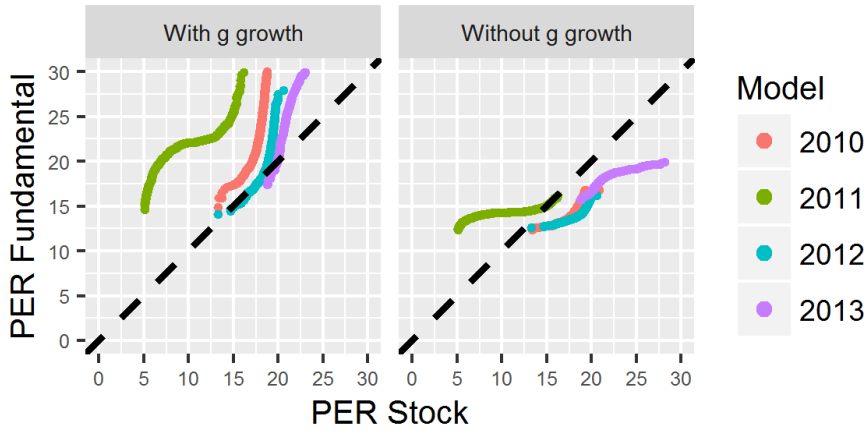 With g growth
Without g growth
PER Fundamental
30
25
20
15
10
5
0
0 5 10 15 20 25 30
0 5 10 15 20 25 30
PER Stock
Model
2010
2011
2012
2013